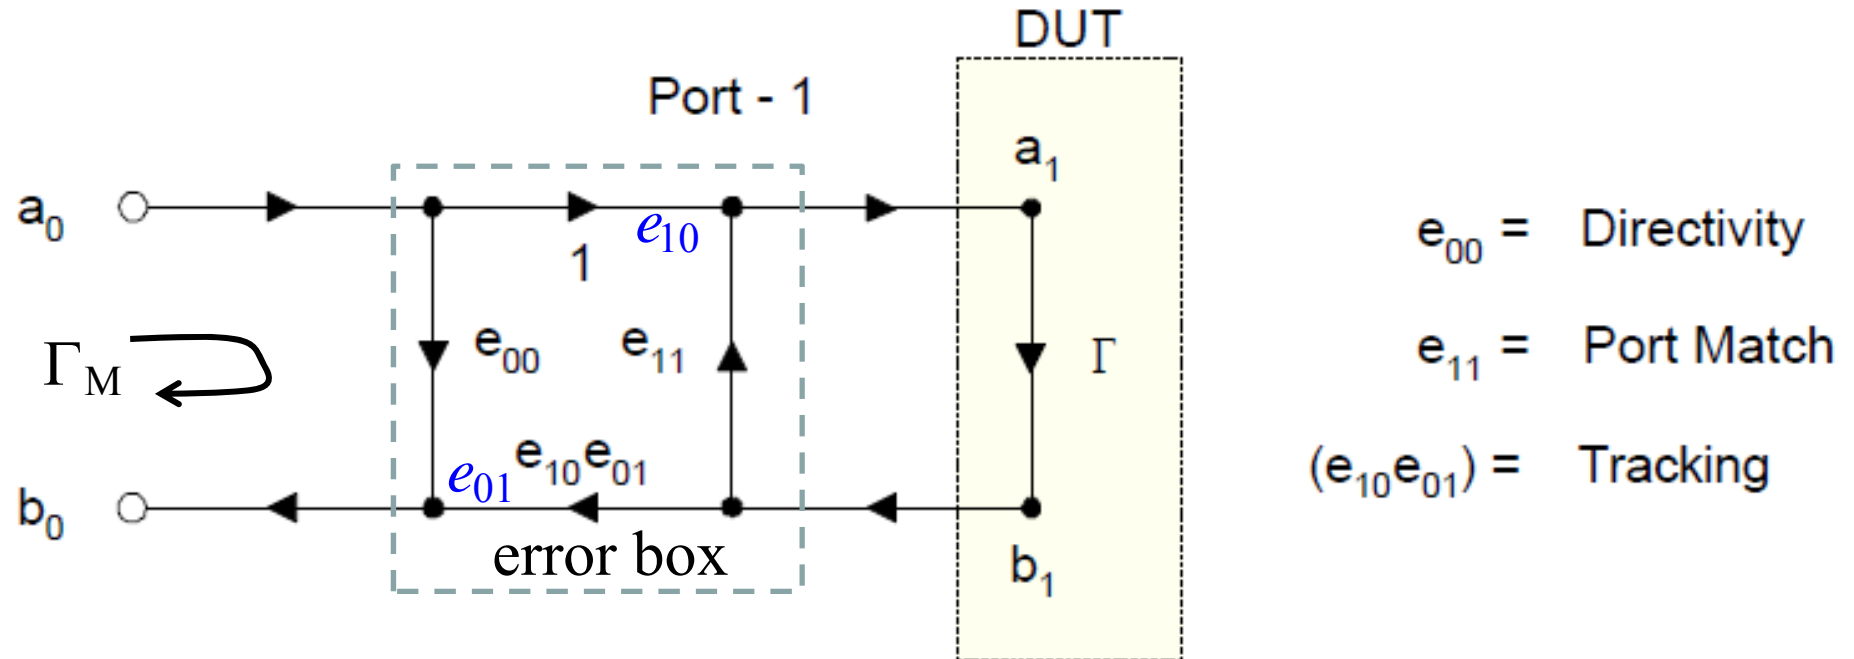 DUT
Port - 1
a₁
a₀
e₁₀
1
e₀₀ = Directivity
Γ_M
e₀₀
e₁₁
Γ
e₁₁ = Port Match
e₀₁
e₁₀e₀₁
(e₁₀e₀₁) = Tracking
b₀
error box
b₁